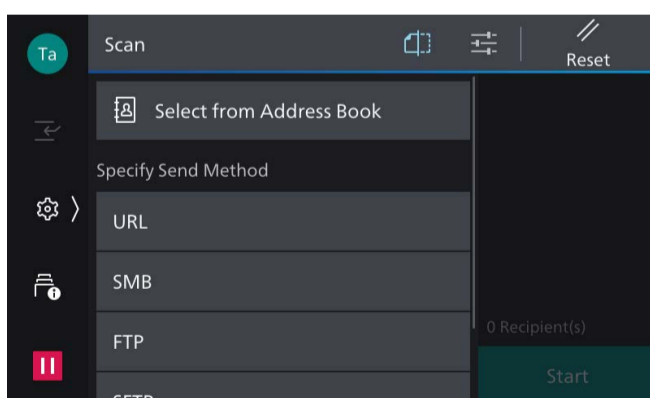 Ta
Scan
Reset
Select from Address Book
Specify Send Method
URL
SMB
FTP
0 Recipient(s)
Start